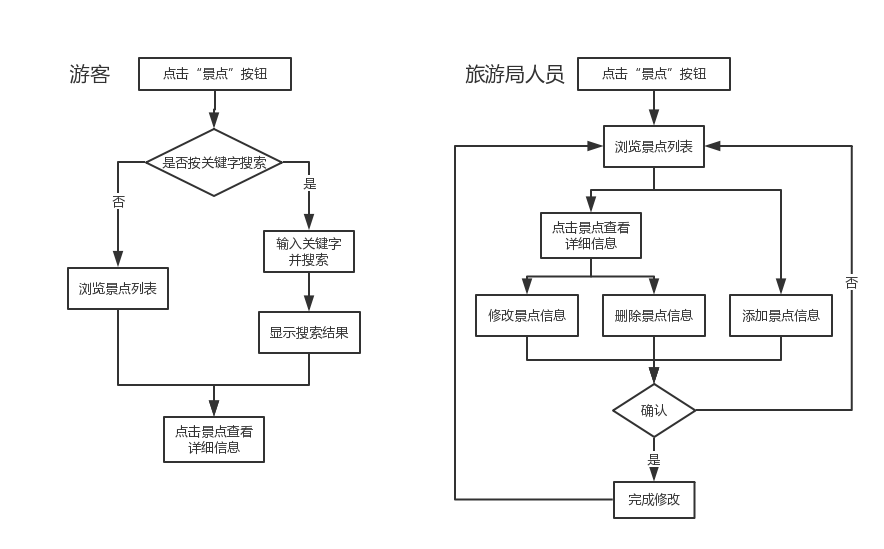 游客
点击“景点”按钮
是否按关键字搜索
否
是
输入关键字
并搜索
浏览景点列表
显示搜索结果
点击景点查看
详细信息
旅游局人员
点击“景点”按钮
浏览景点列表
点击景点查看
详细信息
修改景点信息
删除景点信息
添加景点信息
否
确认
是
完成修改